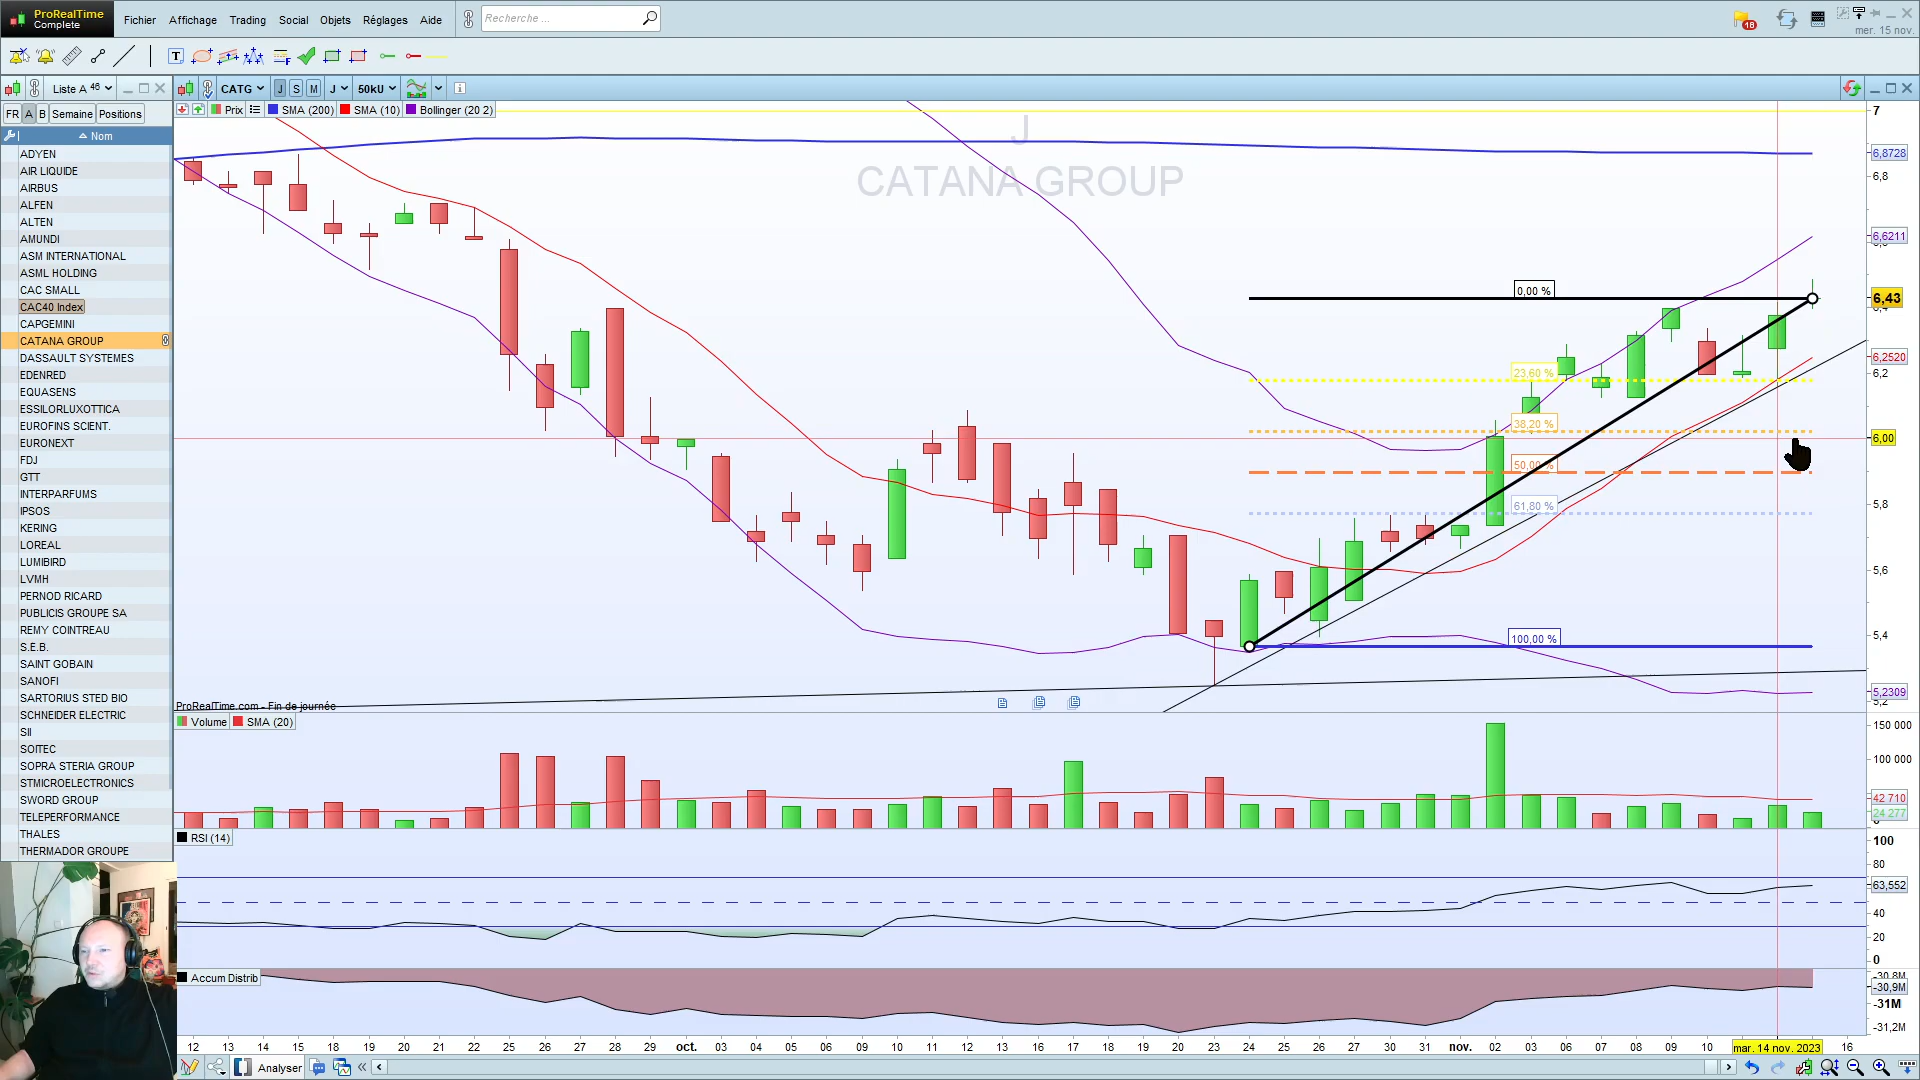 ProRealTime
Complete
Fichier Affichage Trading Social Objets Réglages Aide
Recherche ...
18
mer. 15 nov.
Liste A 46
CATG J S M J 50kU
FR A B Semaine Positions
Prix SMA (200) SMA (10) Bollinger (20 2)
Nom
ADYEN
AIR LIQUIDE
AIRBUS
ALFEN
ALTEN
AMUNDI
ASM INTERNATIONAL
ASML HOLDING
CAC SMALL
CAC40 Index
CAPGEMINI
CATANA GROUP
DASSAULT SYSTEMES
EDENRED
EQUASENS
ESSILORLUXOTTICA
EUROFINS SCIENT.
EURONEXT
FDJ
GTT
INTERPARFUMS
IPSOS
KERING
LOREAL
LUMIBIRD
LVMH
PERNOD RICARD
PUBLICIS GROUPE SA
REMY COINTREAU
S.E.B.
SAINT GOBAIN
SANOFI
SARTORIUS STED BIO
SCHNEIDER ELECTRIC
SII
SOITEC
SOPRA STERIA GROUP
STMICROELECTRONICS
SWORD GROUP
TELEPERFORMANCE
THALES
THERMADOR GROUPE
J
CATANA GROUP
0,00 %
23,60 %
38,20 %
50,00 %
61,80 %
100,00 %
7
6,8728
6,8
6,6211
6,43
6,4
6,2520
6,2
6,00
5,8
5,6
5,4
5,2309
5,2
ProRealTime.com - Fin de journée
Volume SMA (20)
150 000
100 000
42 710
24 277
RSI (14)
100
80
63,552
40
20
0
Accum Distrib
-30,8M
-30,9M
-31M
-31,2M
12 13 14 15 18 19 20 21 22 25 26 27 28 29 oct. 03 04 05 06 09 10 11 12 13 16 17 18 19 20 23 24 25 26 27 30 31 nov. 02 03 06 07 08 09 10 mar. 14 nov. 2023 16
Analyser